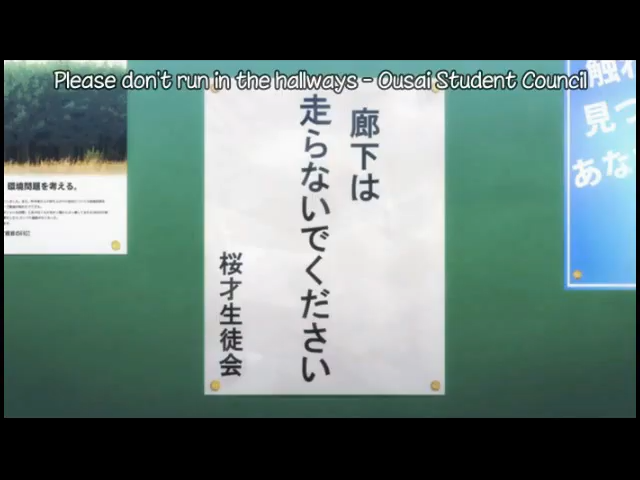 Please don't run in the hallways - Ousai Student Council
廊下は
走らないでください
桜才生徒会
環境問題を考える。
触れ
見つ
あな